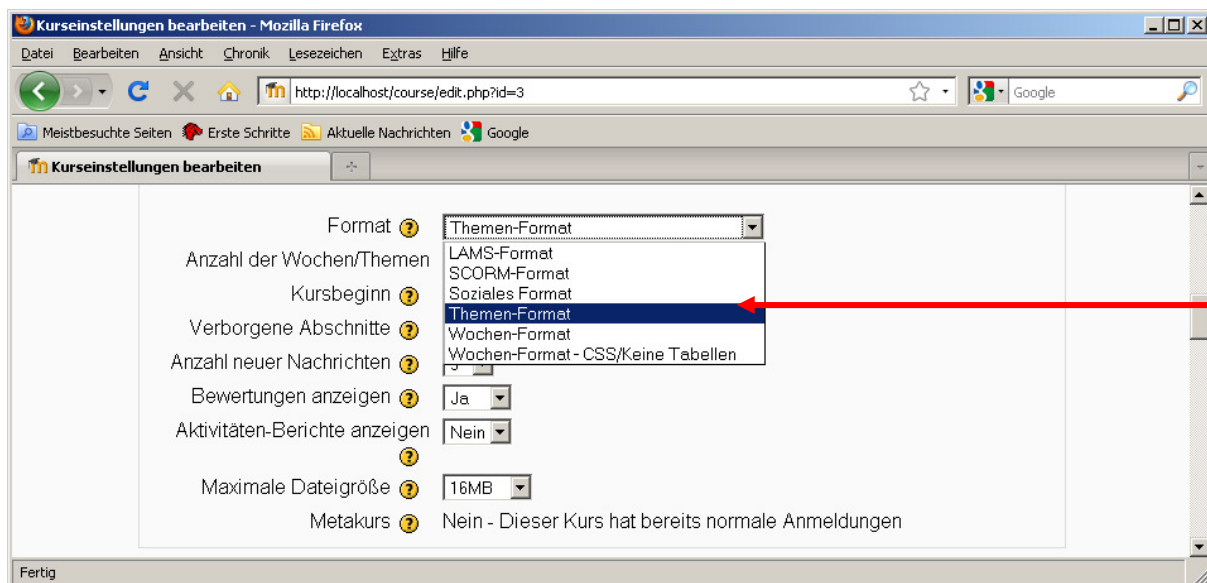 Kurseinstellungen bearbeiten - Mozilla Firefox
Datei Bearbeiten Ansicht Chronik Lesezeichen Extras Hilfe
http://localhost/course/edit.php?id=3 Google
Meistbesuchte Seiten Erste Schritte Aktuelle Nachrichten Google
Kurseinstellungen bearbeiten
Format Themen-Format
LAMS-Format
Anzahl der Wochen/Themen
SCORM-Format
Kursbeginn Soziales Format
Themen-Format
Verborgene Abschnitte Wochen-Format
Wochen-Format - CSS/Keine Tabellen
Anzahl neuer Nachrichten
Bewertungen anzeigen Ja
Aktivitäten-Berichte anzeigen Nein
Maximale Dateigröße 16MB
Metakurs Nein - Dieser Kurs hat bereits normale Anmeldungen
Fertig